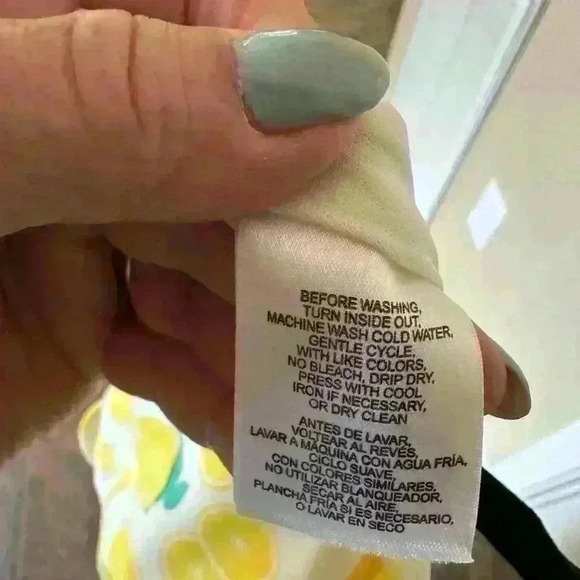 BEFORE WASHING,
TURN INSIDE OUT,
MACHINE WASH COLD WATER,
GENTLE CYCLE,
WITH LIKE COLORS,
NO BLEACH, DRIP DRY,
PRESS WITH COOL
IRON IF NECESSARY,
OR DRY CLEAN
ANTES DE LAVAR,
VOLTEAR AL REVÉS,
LAVAR A MÁQUINA CON AGUA FRÍA,
CICLO SUAVE,
CON COLORES SIMILARES,
NO UTILIZAR BLANQUEADOR,
SECAR AL AIRE,
PLANCHA FRÍA SI ES NECESARIO,
O LAVAR EN SECO